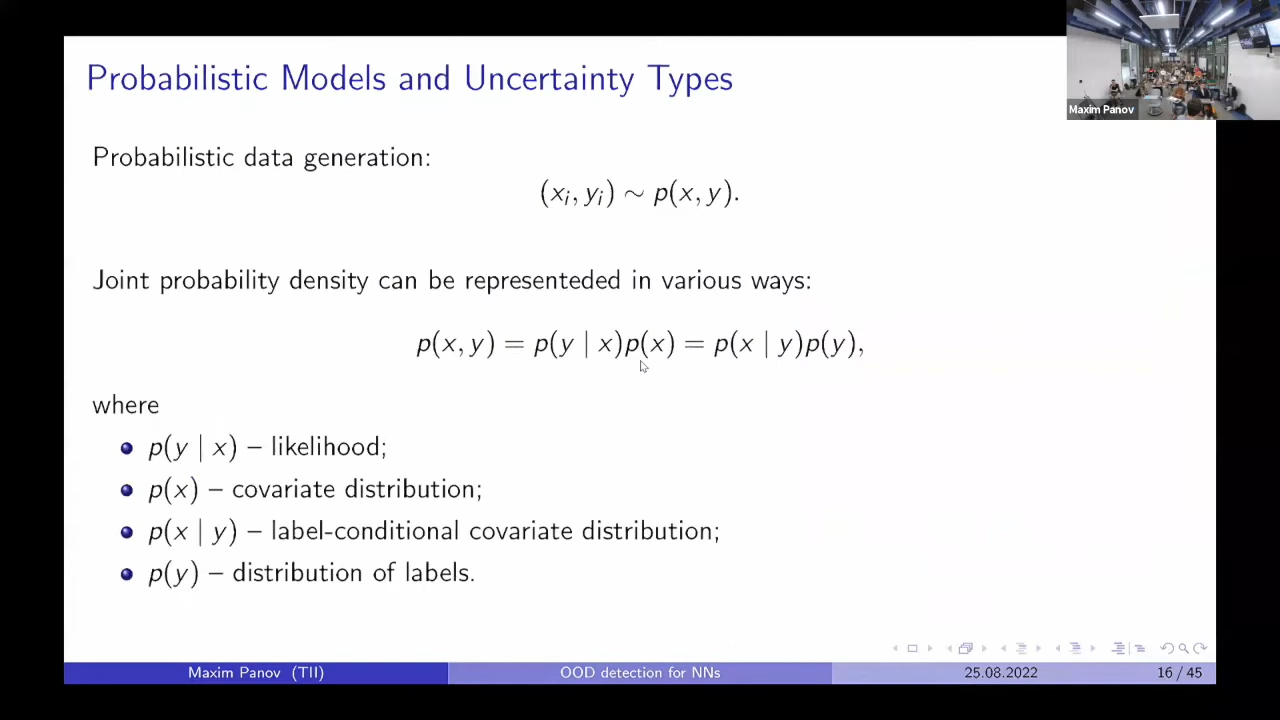 Probabilistic Models and Uncertainty Types
Maxim Panov
Probabilistic data generation:
(xᵢ, yᵢ) ∼ p(x, y).
Joint probability density can be representeded in various ways:
p(x, y) = p(y | x)p(x) = p(x | y)p(y),
where
p(y | x) – likelihood;
p(x) – covariate distribution;
p(x | y) – label-conditional covariate distribution;
p(y) – distribution of labels.
Maxim Panov (TII) OOD detection for NNs 25.08.2022 16 / 45